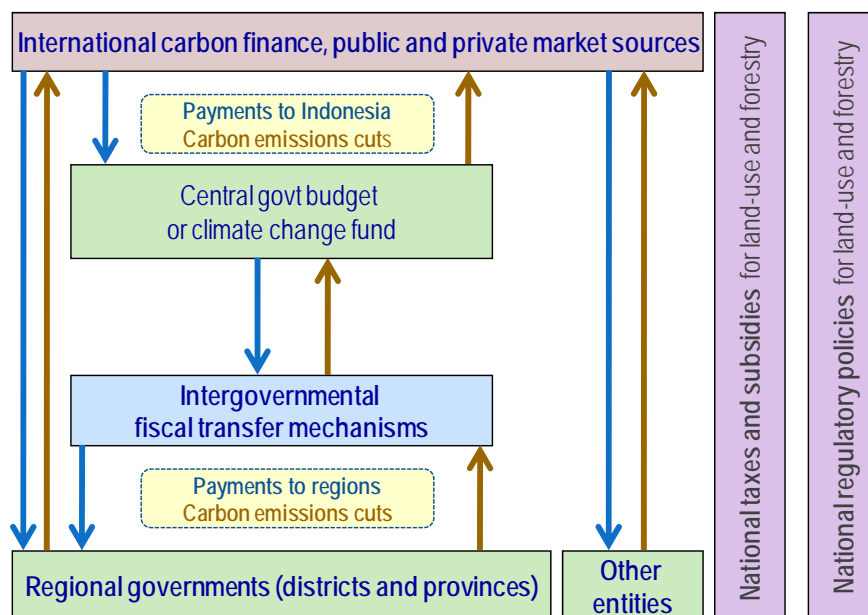 International carbon finance, public and private market sources
Payments to Indonesia
Carbon emissions cuts
Central govt budget
or climate change fund
Intergovernmental
fiscal transfer mechanisms
Payments to regions
Carbon emissions cuts
Regional governments (districts and provinces)
Other
entities
National taxes and subsidies for land-use and forestry
National regulatory policies for land-use and forestry